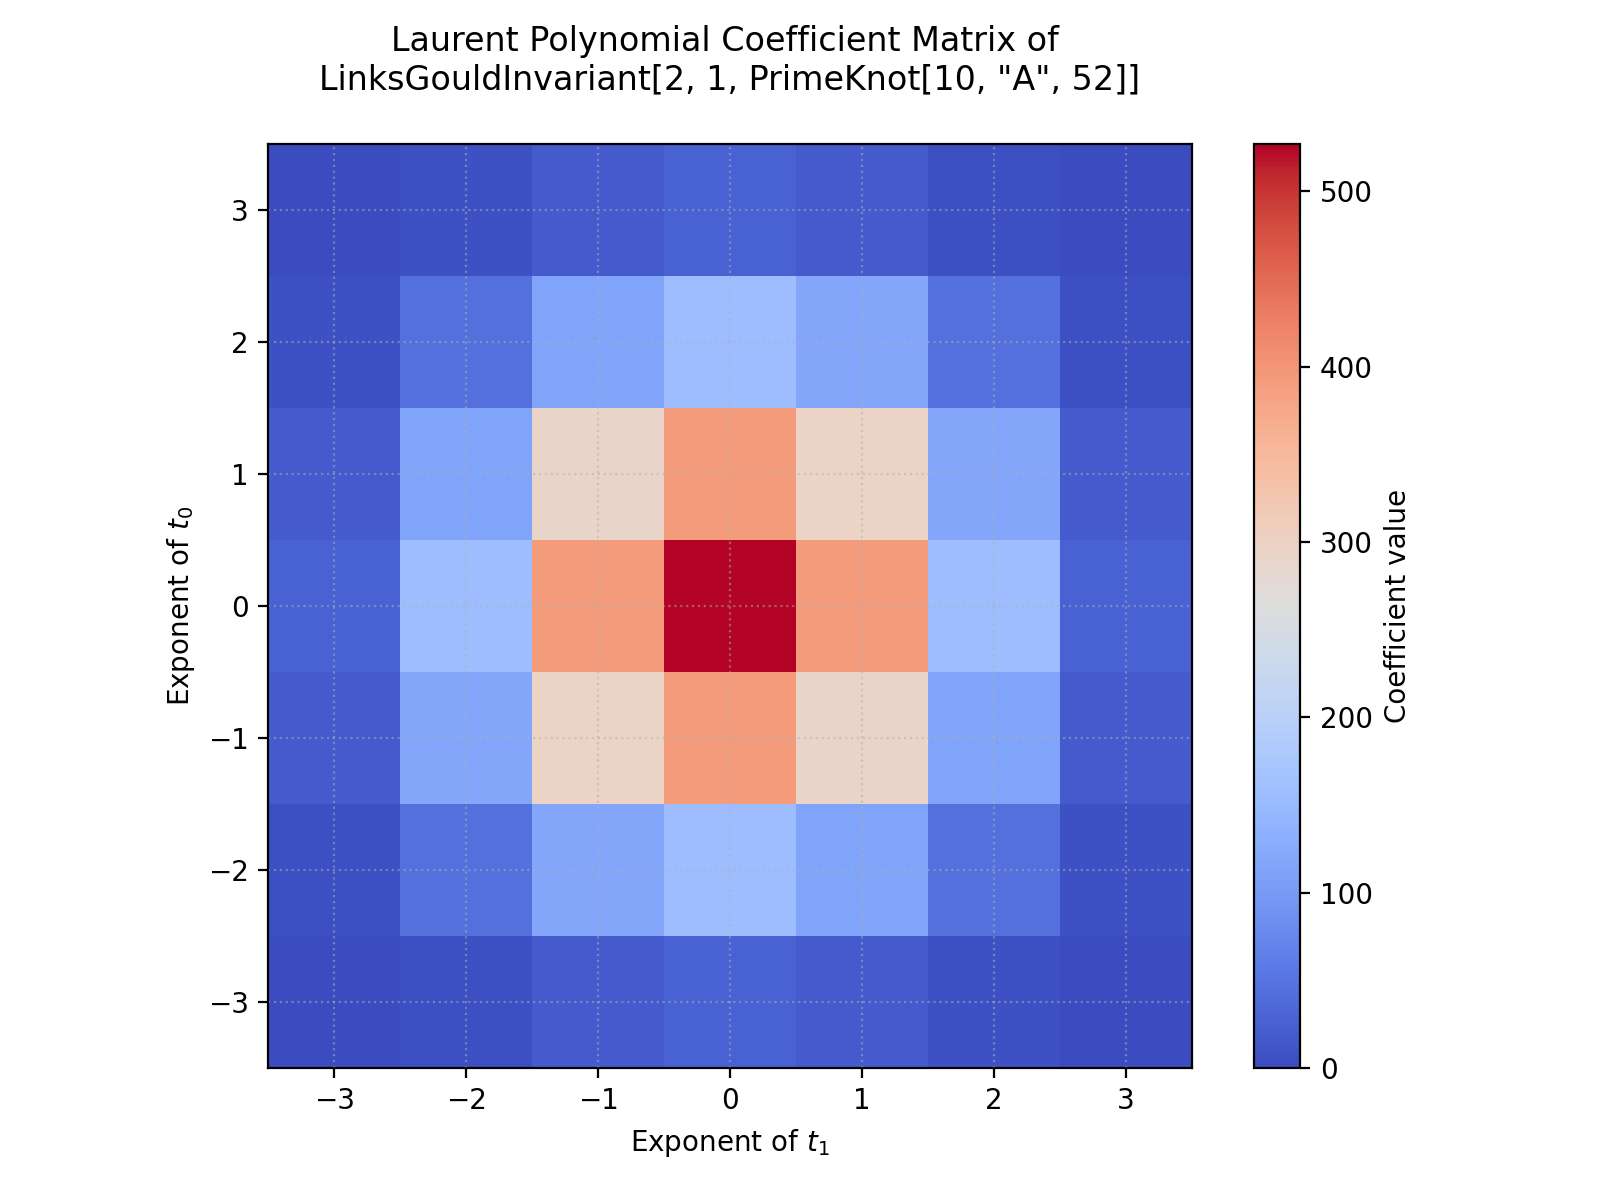 Laurent Polynomial Coefficient Matrix of
LinksGouldInvariant[2, 1, PrimeKnot[10, "A", 52]]
3
2
1
0
−1
−2
−3
Exponent of t₀
−3 −2 −1 0 1 2 3
Exponent of t₁
500
400
300
200
100
0
Coefficient value